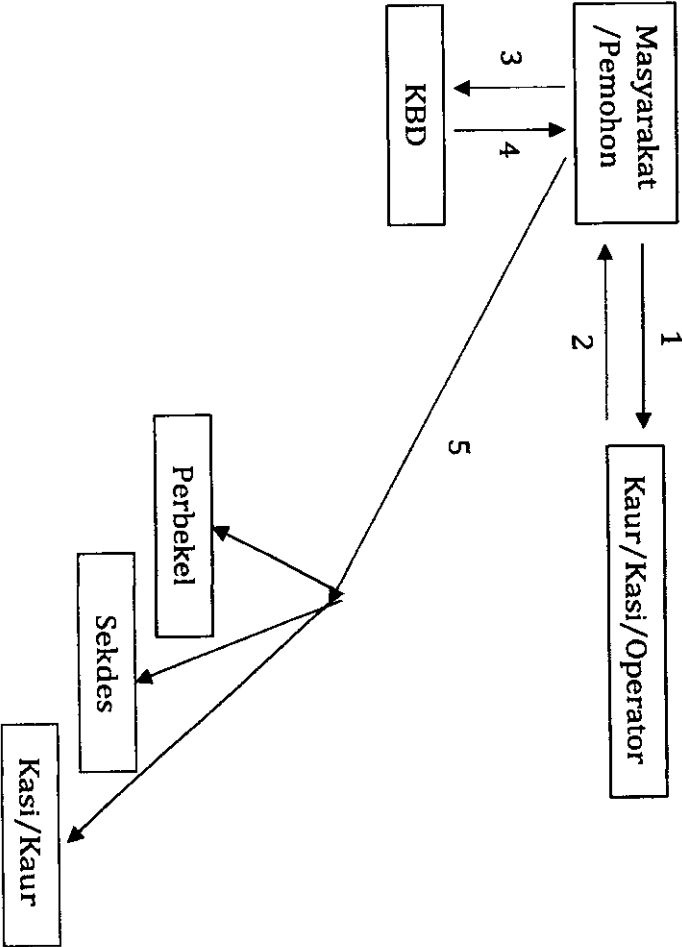 Masyarakat
/Pemohon
1
2
Kaur/Kasi/Operator
3
4
KBD
5
Perbekel
Sekdes
Kasi/Kaur